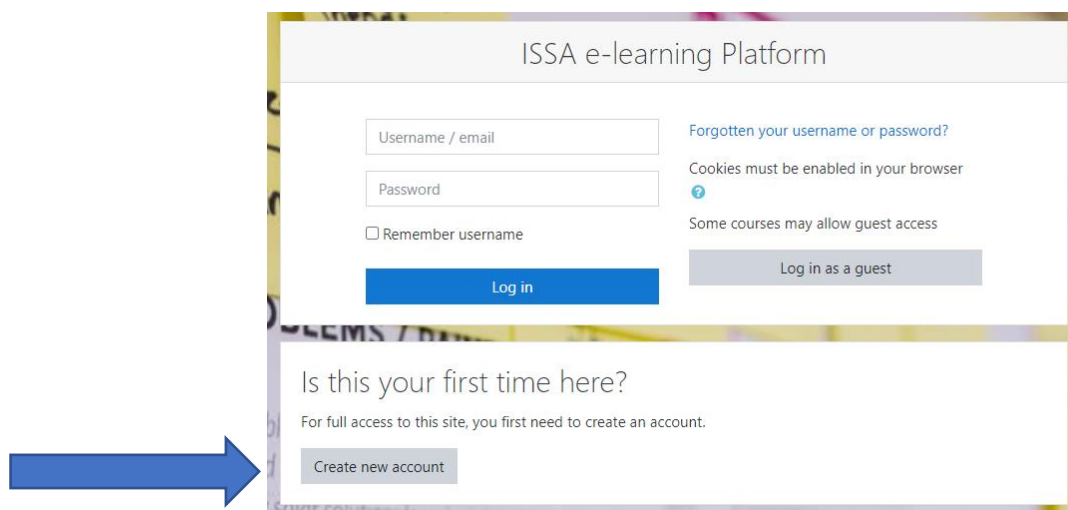 ISSA e-learning Platform
Username / email
Password
Remember username
Log in
Forgotten your username or password?
Cookies must be enabled in your browser
Some courses may allow guest access
Log in as a guest
OBLEMS /
Is this your first time here?
For full access to this site, you first need to create an account.
Create new account